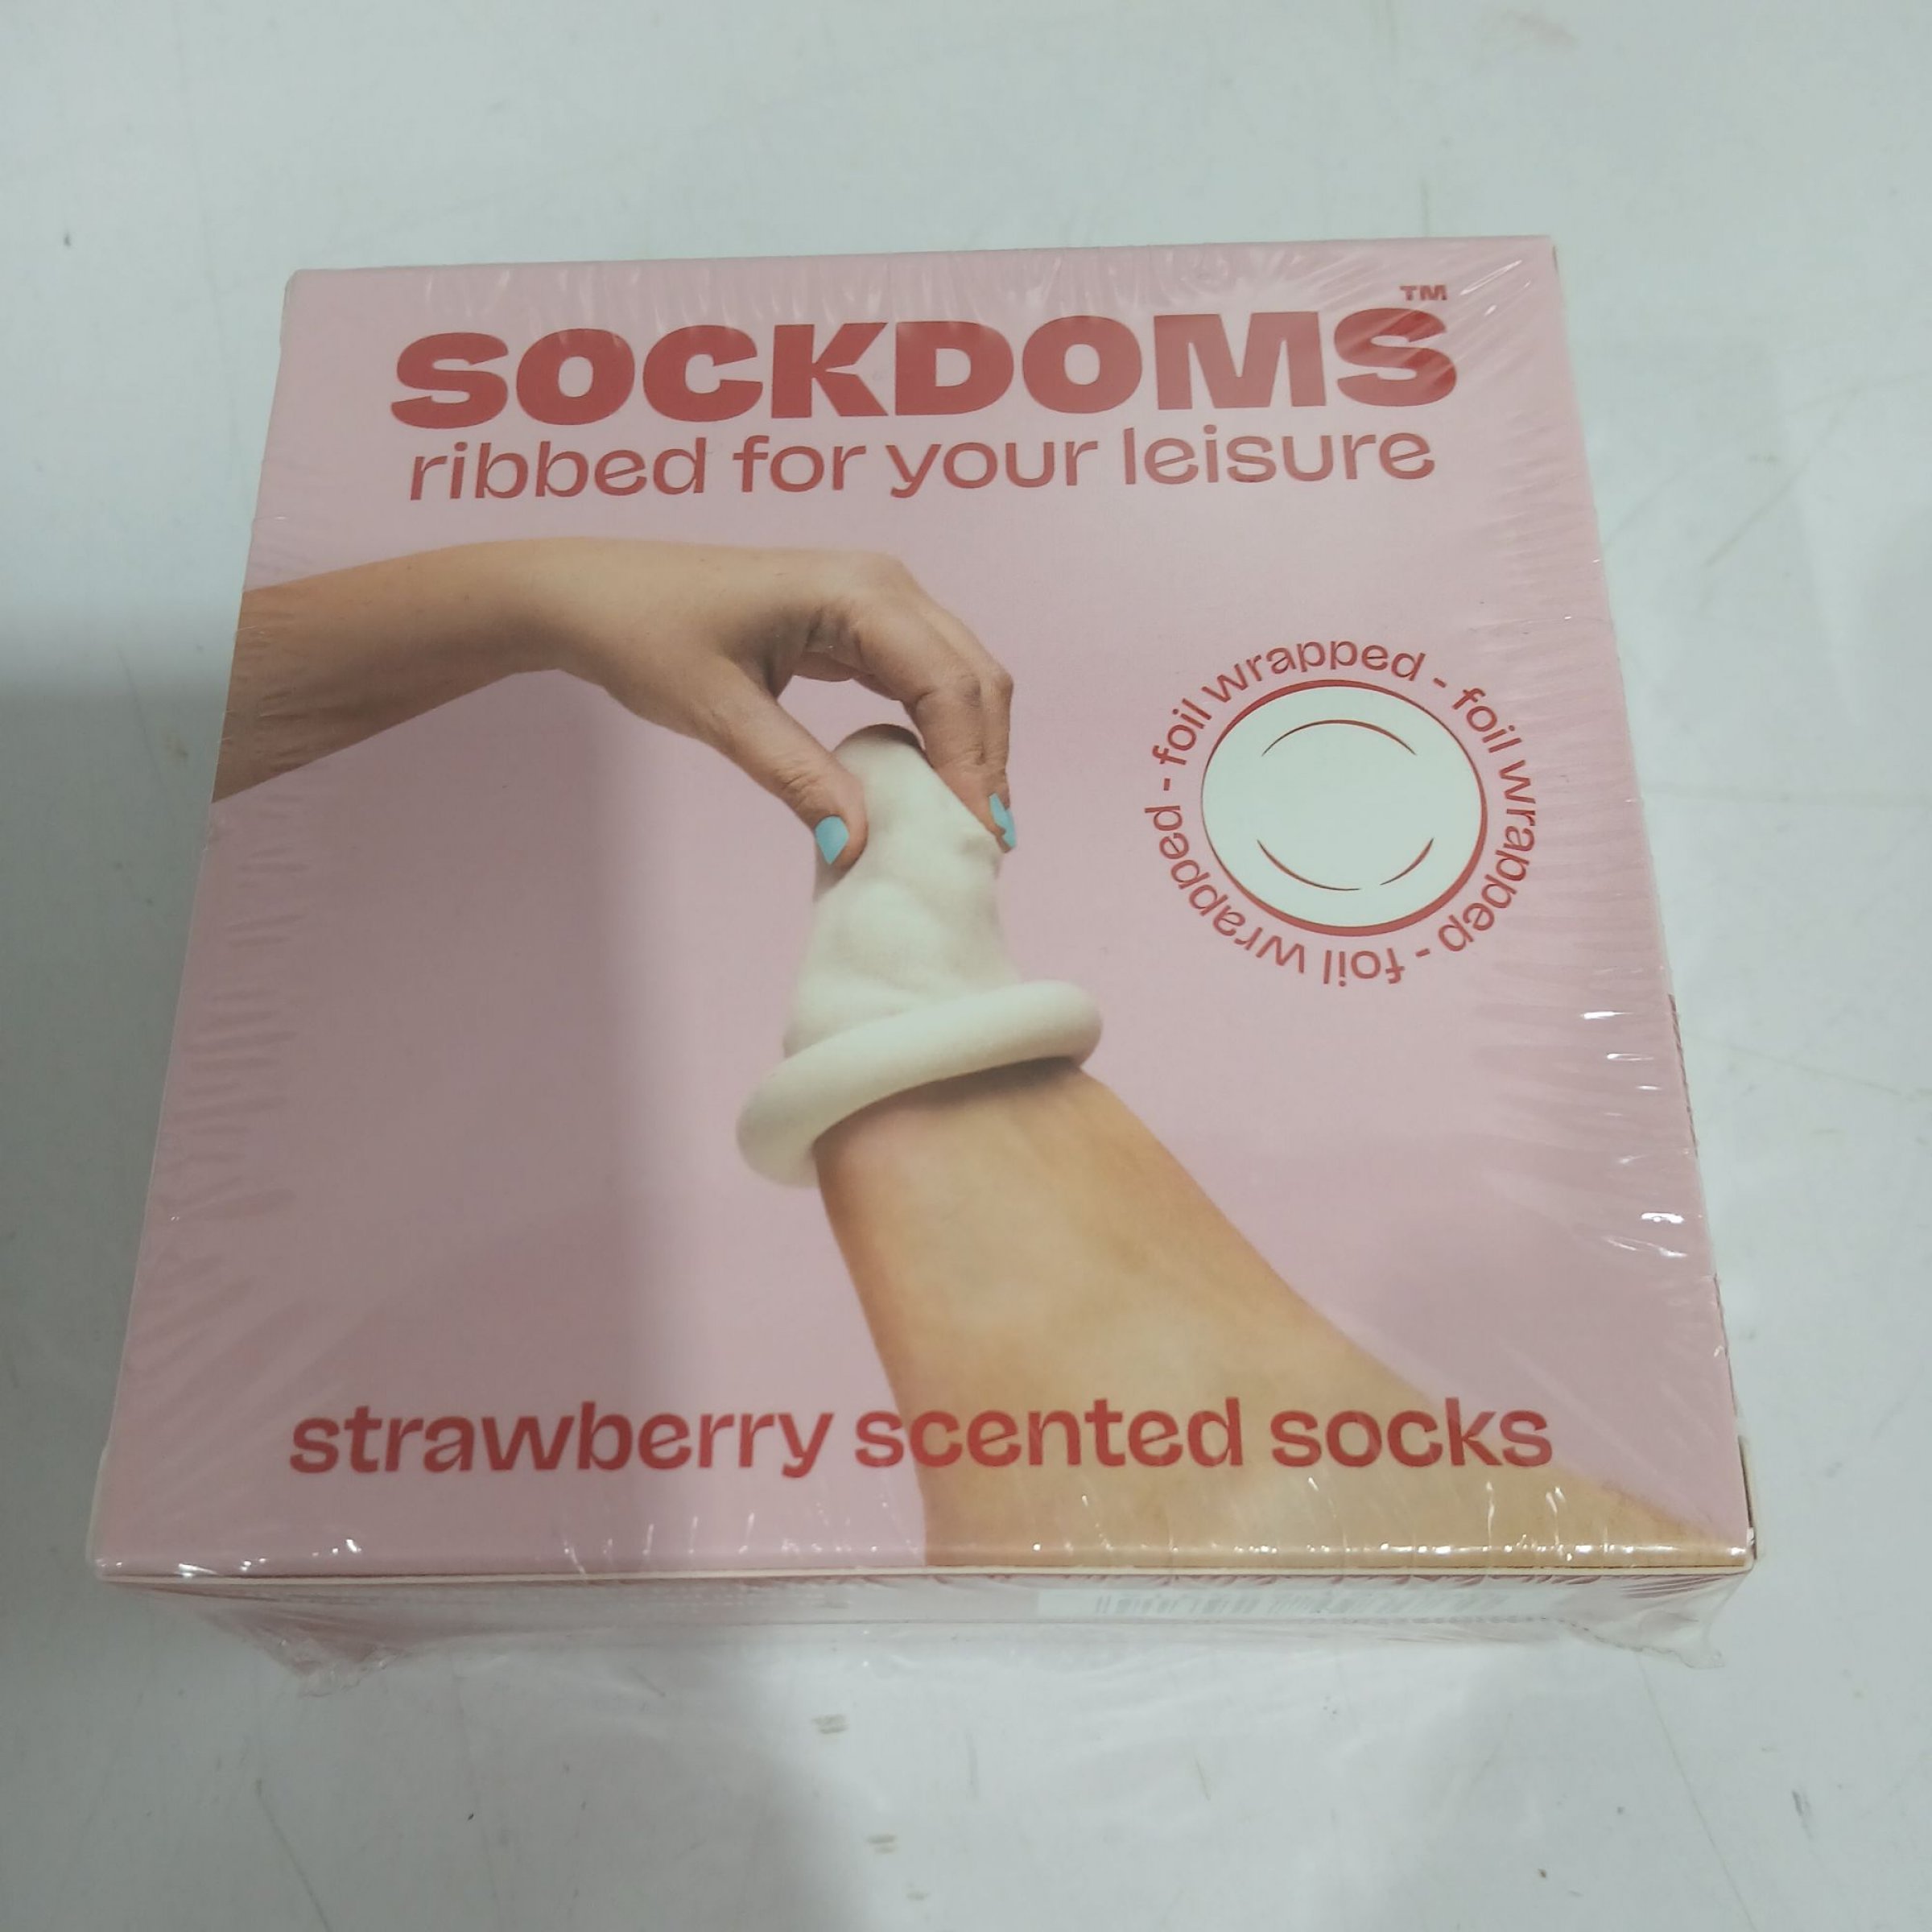 SOCKDOMS™
ribbed for your leisure
foil wrapped - foil wrapped - foil wrapped -
strawberry scented socks